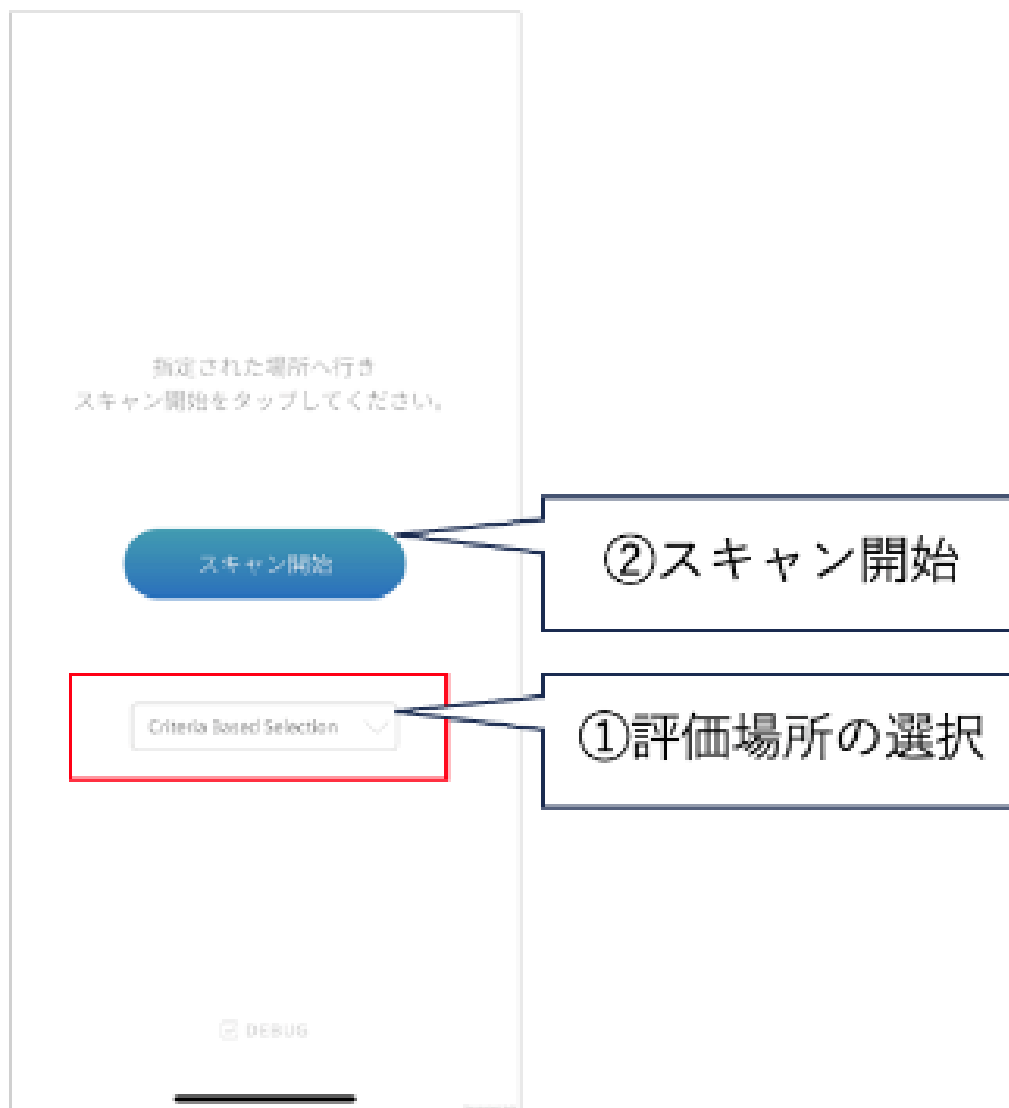 指定された場所へ行き
スキャン開始をタップしてください。
スキャン開始
②スキャン開始
Criteria Based Selection
①評価場所の選択
DEBUG